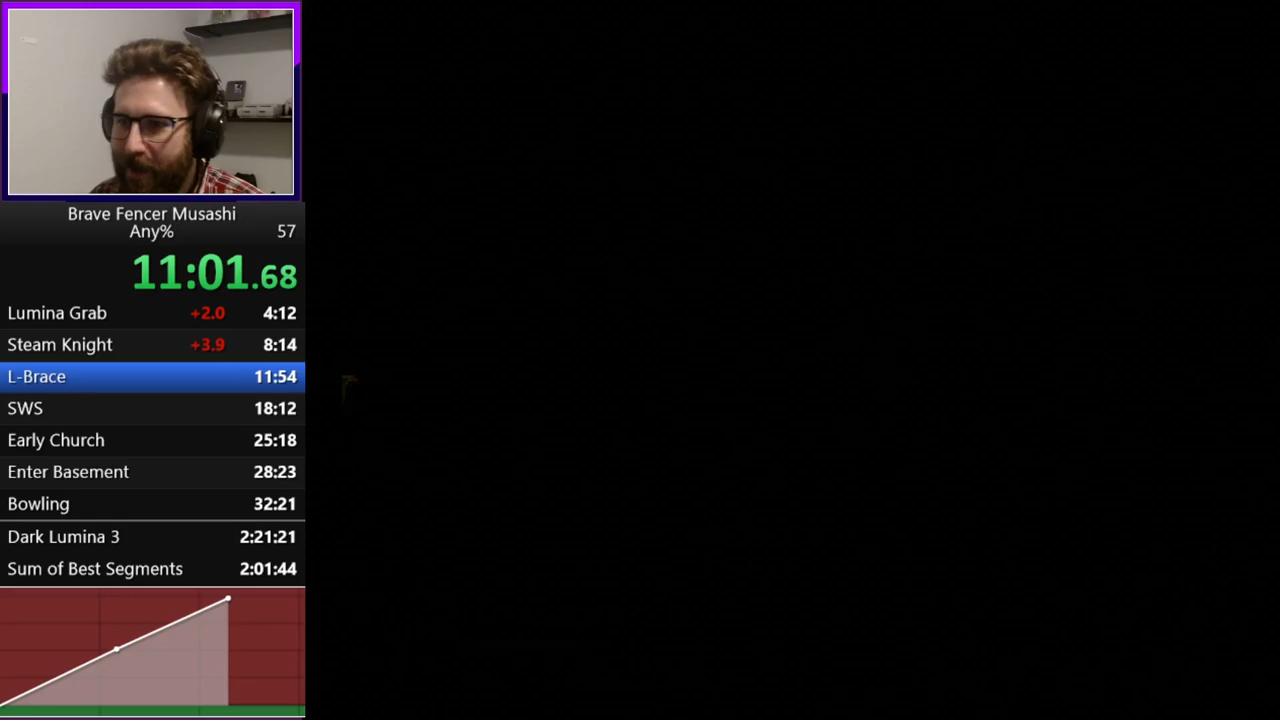 Brave Fencer Musashi
Any% 57
11:01.68
Lumina Grab +2.0 4:12
Steam Knight +3.9 8:14
L-Brace 11:54
SWS 18:12
Early Church 25:18
Enter Basement 28:23
Bowling 32:21
Dark Lumina 3 2:21:21
Sum of Best Segments 2:01:44